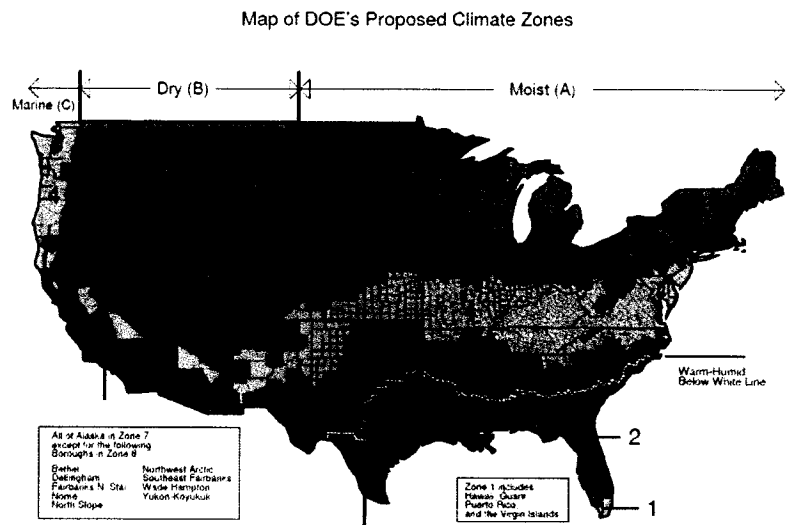 Map of DOE's Proposed Climate Zones
Marine (C)
Dry (B)
Moist (A)
Warm-Humid
Below White Line
All of Alaska in Zone 7
except for the following
Boroughs in Zone 8
Bethel
Northwest Arctic
Dellingham
Southeast Fairbanks
Fairbanks N. Star
Wade Hampton
Nome
Yukon-Koyukuk
North Slope
Zone 1 includes
Hawaii, Guam
Puerto Rico
and the Virgin Islands
2
1